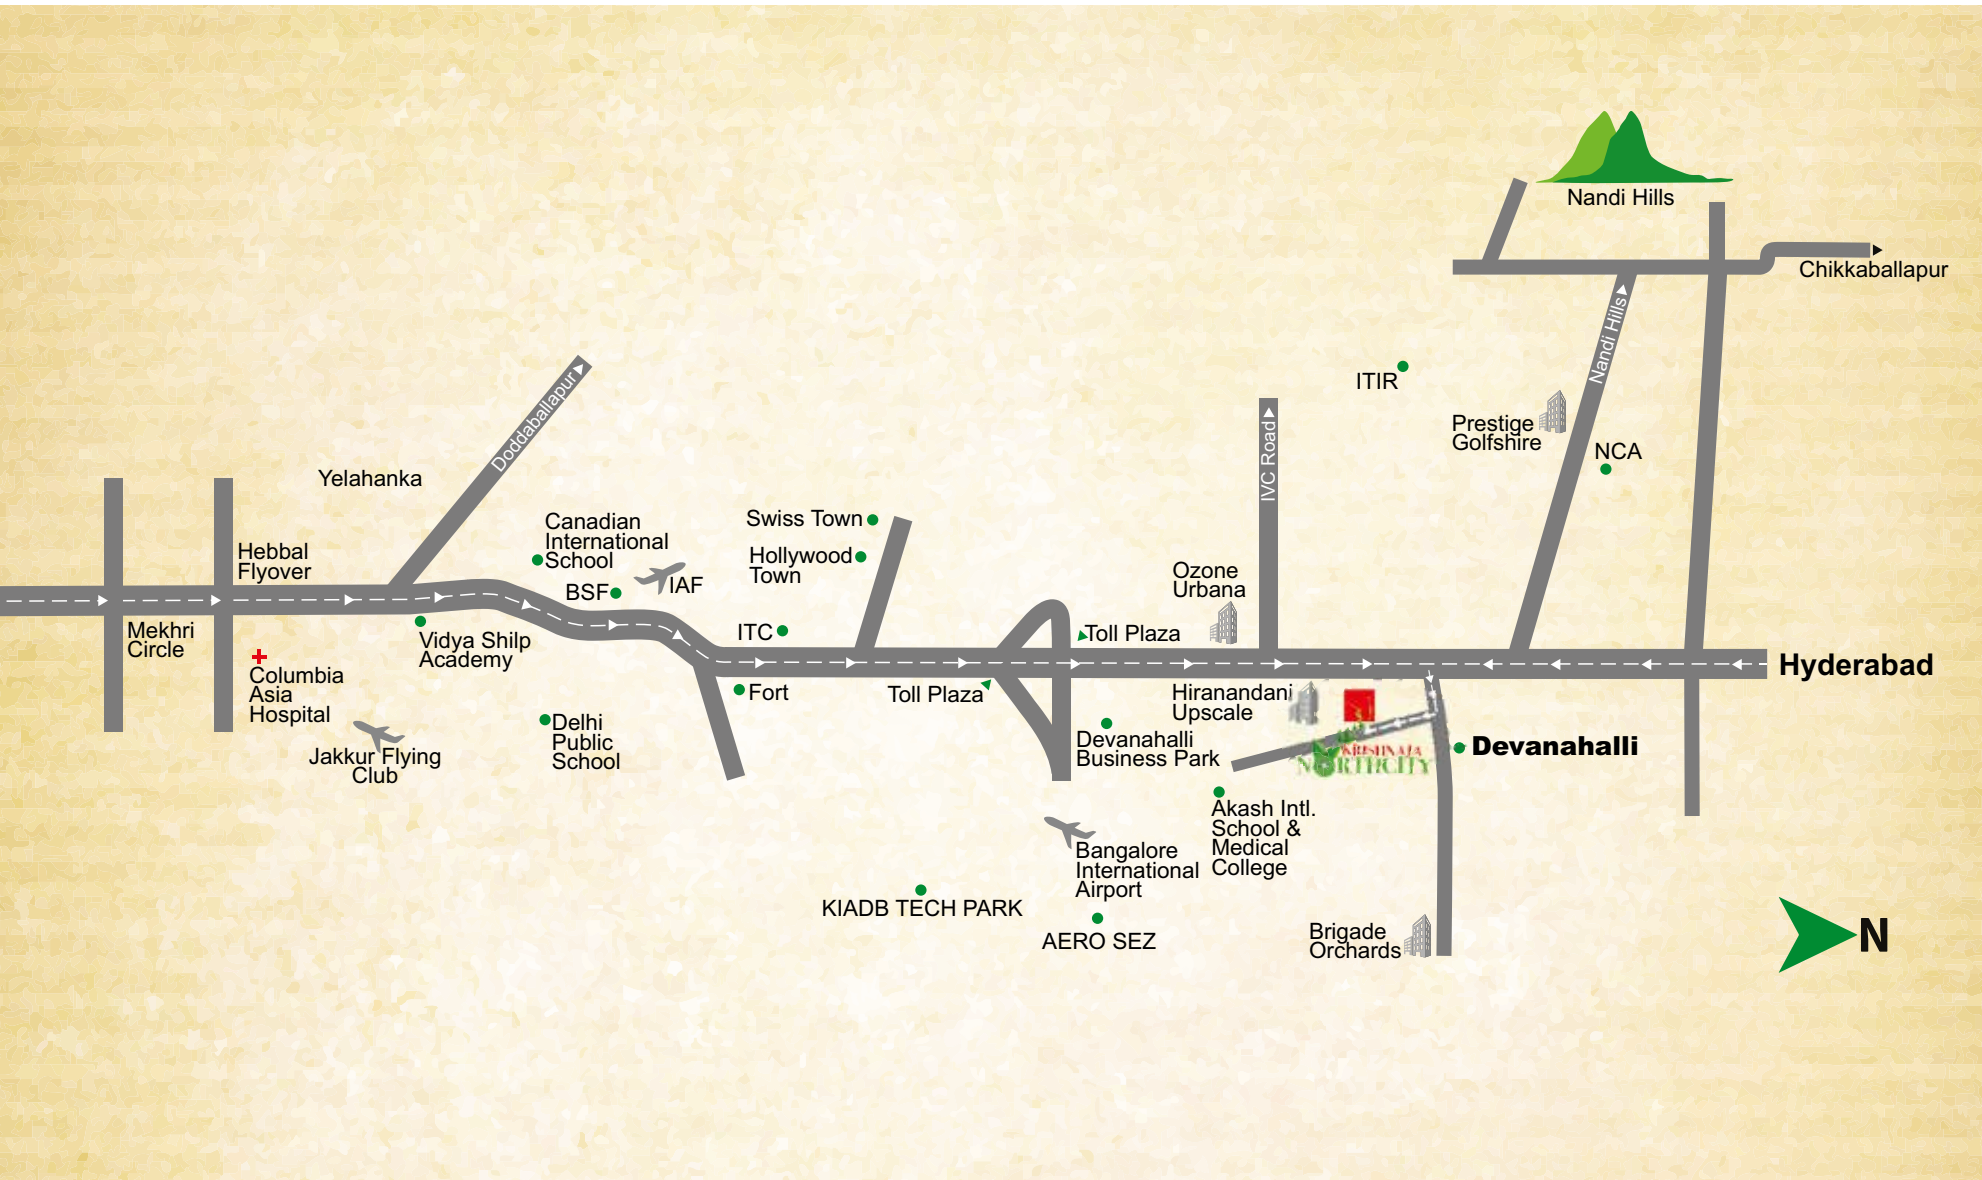 Nandi Hills
Chikkaballapur
Nandi Hills
ITIR
Prestige
Golfshire
NCA
Doddaballapur
IVC Road
Yelahanka
Hebbal
Flyover
Canadian
International
School
BSF
IAF
Swiss Town
Hollywood
Town
Ozone
Urbana
Mekhri
Circle
Vidya Shilp
Academy
ITC
Toll Plaza
Hyderabad
Columbia
Asia
Hospital
Fort
Toll Plaza
Hiranandani
Upscale
Jakkur Flying
Club
Delhi
Public
School
Devanahalli
Business Park
KRISHNAJA
NORTHCITY
Devanahalli
Akash Intl.
School &
Medical
College
Bangalore
International
Airport
KIADB TECH PARK
AERO SEZ
Brigade
Orchards
N